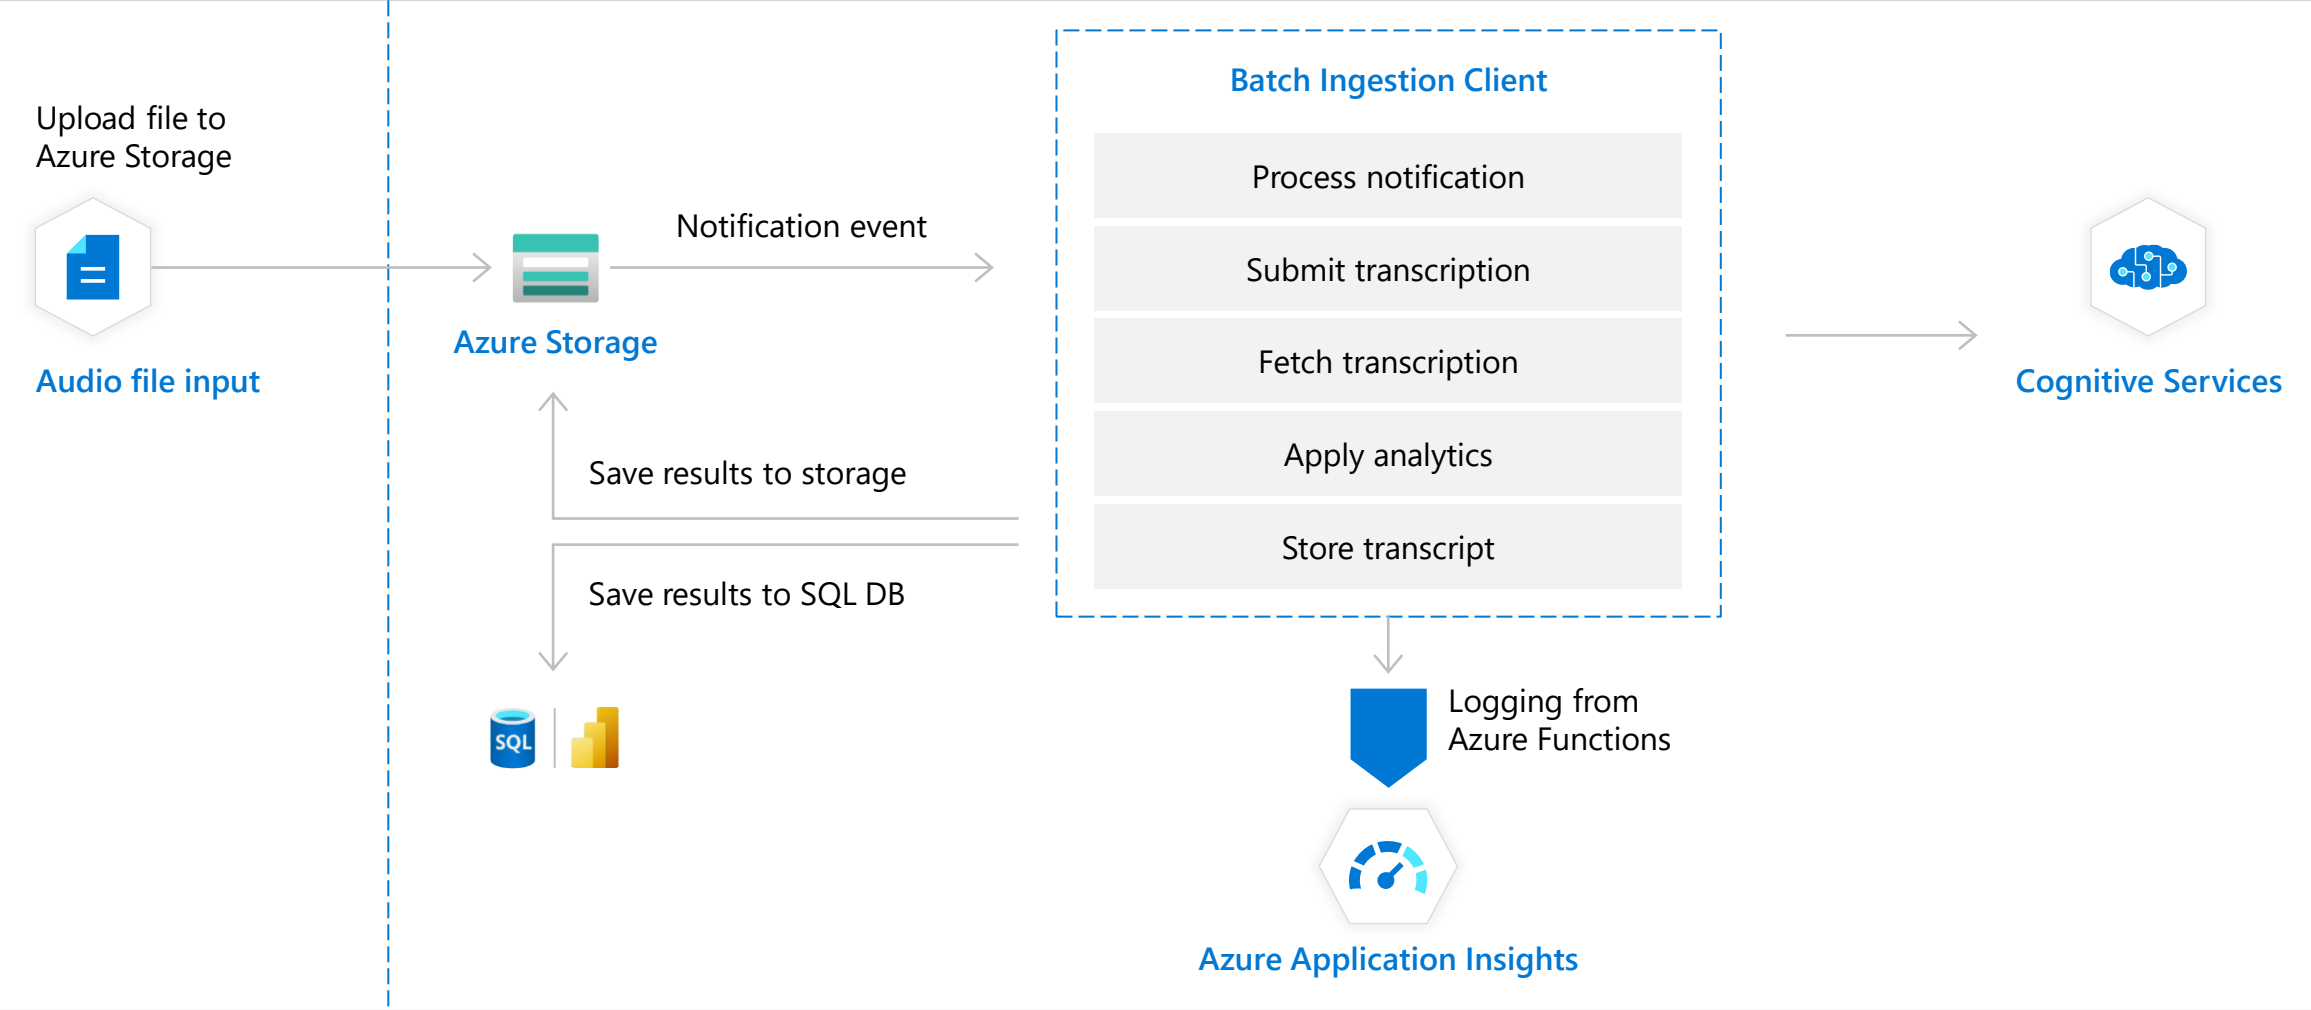 Upload file to
Azure Storage
Audio file input
Azure Storage
Notification event
Save results to storage
Save results to SQL DB
SQL
Batch Ingestion Client
Process notification
Submit transcription
Fetch transcription
Apply analytics
Store transcript
Logging from
Azure Functions
Azure Application Insights
Cognitive Services